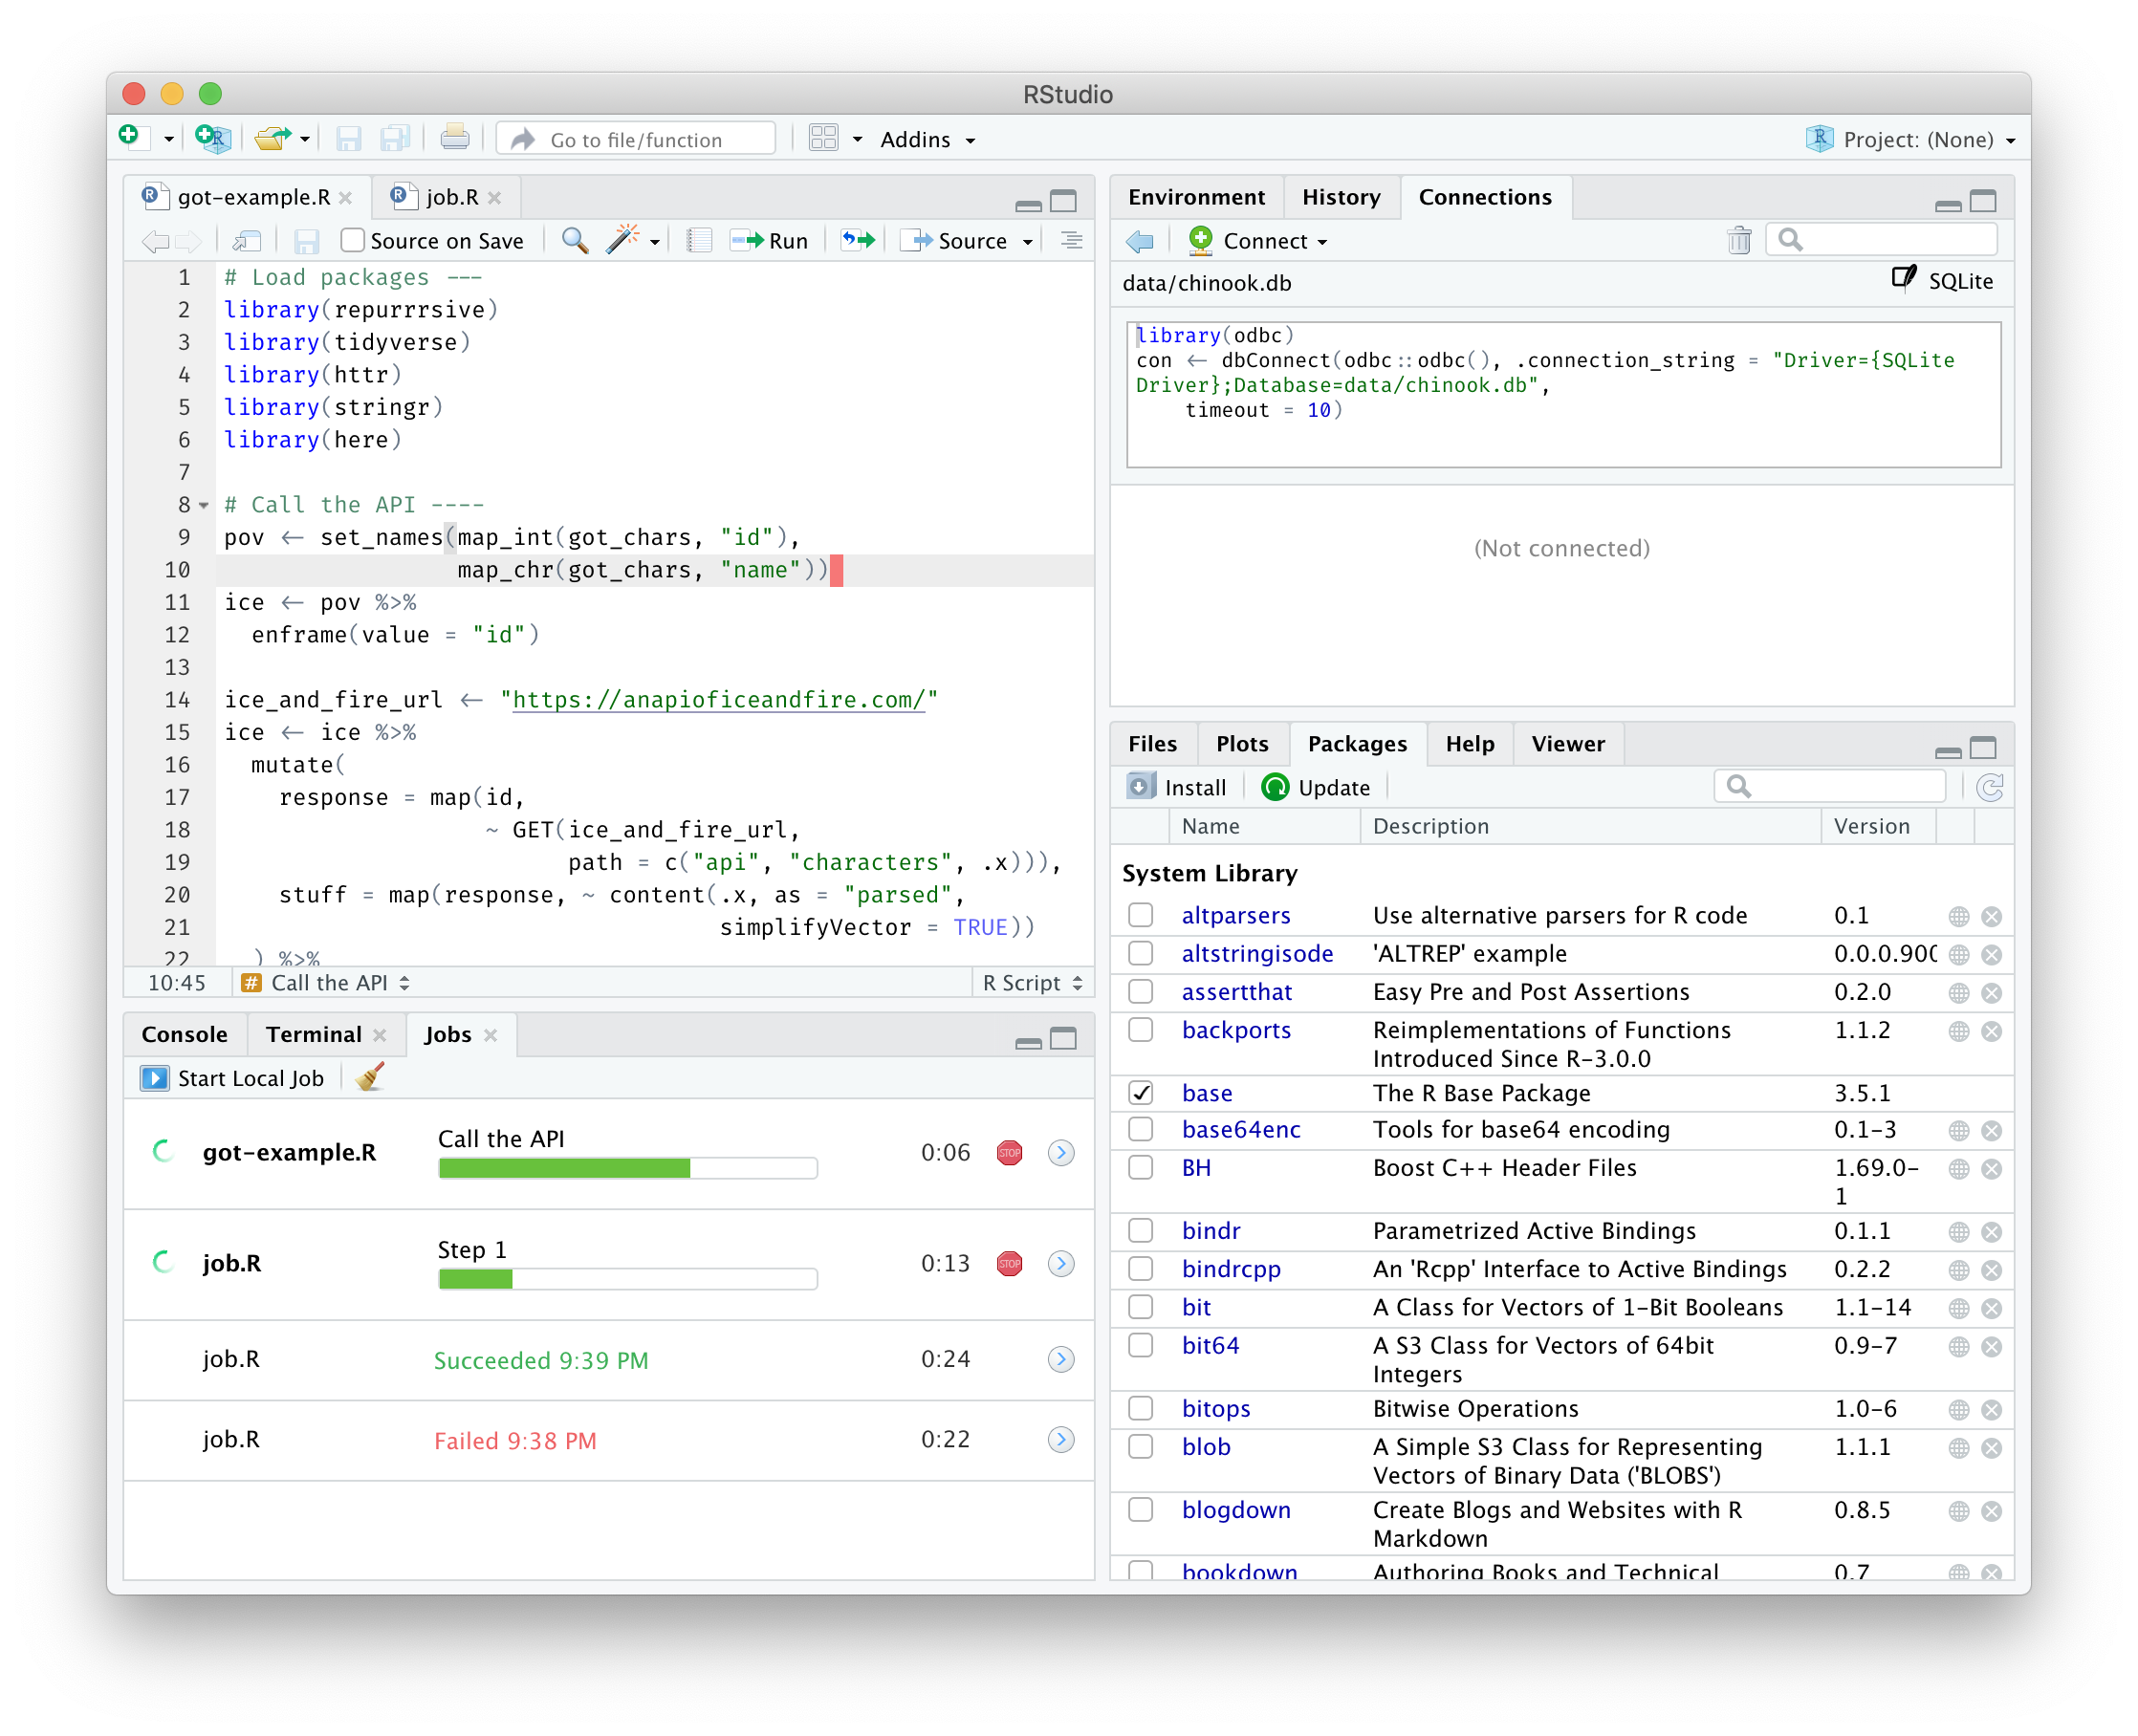 RStudio
Go to file/function
Addins
Project: (None)
got-example.R
job.R
Source on Save
Run
Source
1 # Load packages ---
2 library(repurrrsive)
3 library(tidyverse)
4 library(httr)
5 library(stringr)
6 library(here)
7
8 # Call the API ----
9 pov <- set_names(map_int(got_chars, "id"),
10 map_chr(got_chars, "name"))
11 ice <- pov %>%
12 enframe(value = "id")
13
14 ice_and_fire_url <- "https://anapioficeandfire.com/"
15 ice <- ice %>%
16 mutate(
17 response = map(id,
18 ~ GET(ice_and_fire_url,
19 path = c("api", "characters", .x))),
20 stuff = map(response, ~ content(.x, as = "parsed",
21 simplifyVector = TRUE))
22 ) %>%
10:45
# Call the API
R Script
Console
Terminal
Jobs
Start Local Job
got-example.R
Call the API
0:06
STOP
job.R
Step 1
0:13
STOP
job.R
Succeeded 9:39 PM
0:24
job.R
Failed 9:38 PM
0:22
Environment
History
Connections
Connect
data/chinook.db
SQLite
library(odbc)
con <- dbConnect(odbc::odbc(), .connection_string = "Driver={SQLite
Driver};Database=data/chinook.db",
timeout = 10)
(Not connected)
Files
Plots
Packages
Help
Viewer
Install
Update
Name Description Version
System Library
altparsers Use alternative parsers for R code 0.1
altstringisode 'ALTREP' example 0.0.0.900
assertthat Easy Pre and Post Assertions 0.2.0
backports Reimplementations of Functions 1.1.2
Introduced Since R-3.0.0
base The R Base Package 3.5.1
base64enc Tools for base64 encoding 0.1-3
BH Boost C++ Header Files 1.69.0-
1
bindr Parametrized Active Bindings 0.1.1
bindrcpp An 'Rcpp' Interface to Active Bindings 0.2.2
bit A Class for Vectors of 1-Bit Booleans 1.1-14
bit64 A S3 Class for Vectors of 64bit 0.9-7
Integers
bitops Bitwise Operations 1.0-6
blob A Simple S3 Class for Representing 1.1.1
Vectors of Binary Data ('BLOBS')
blogdown Create Blogs and Websites with R 0.8.5
Markdown
bookdown Authoring Books and Technical 0.7